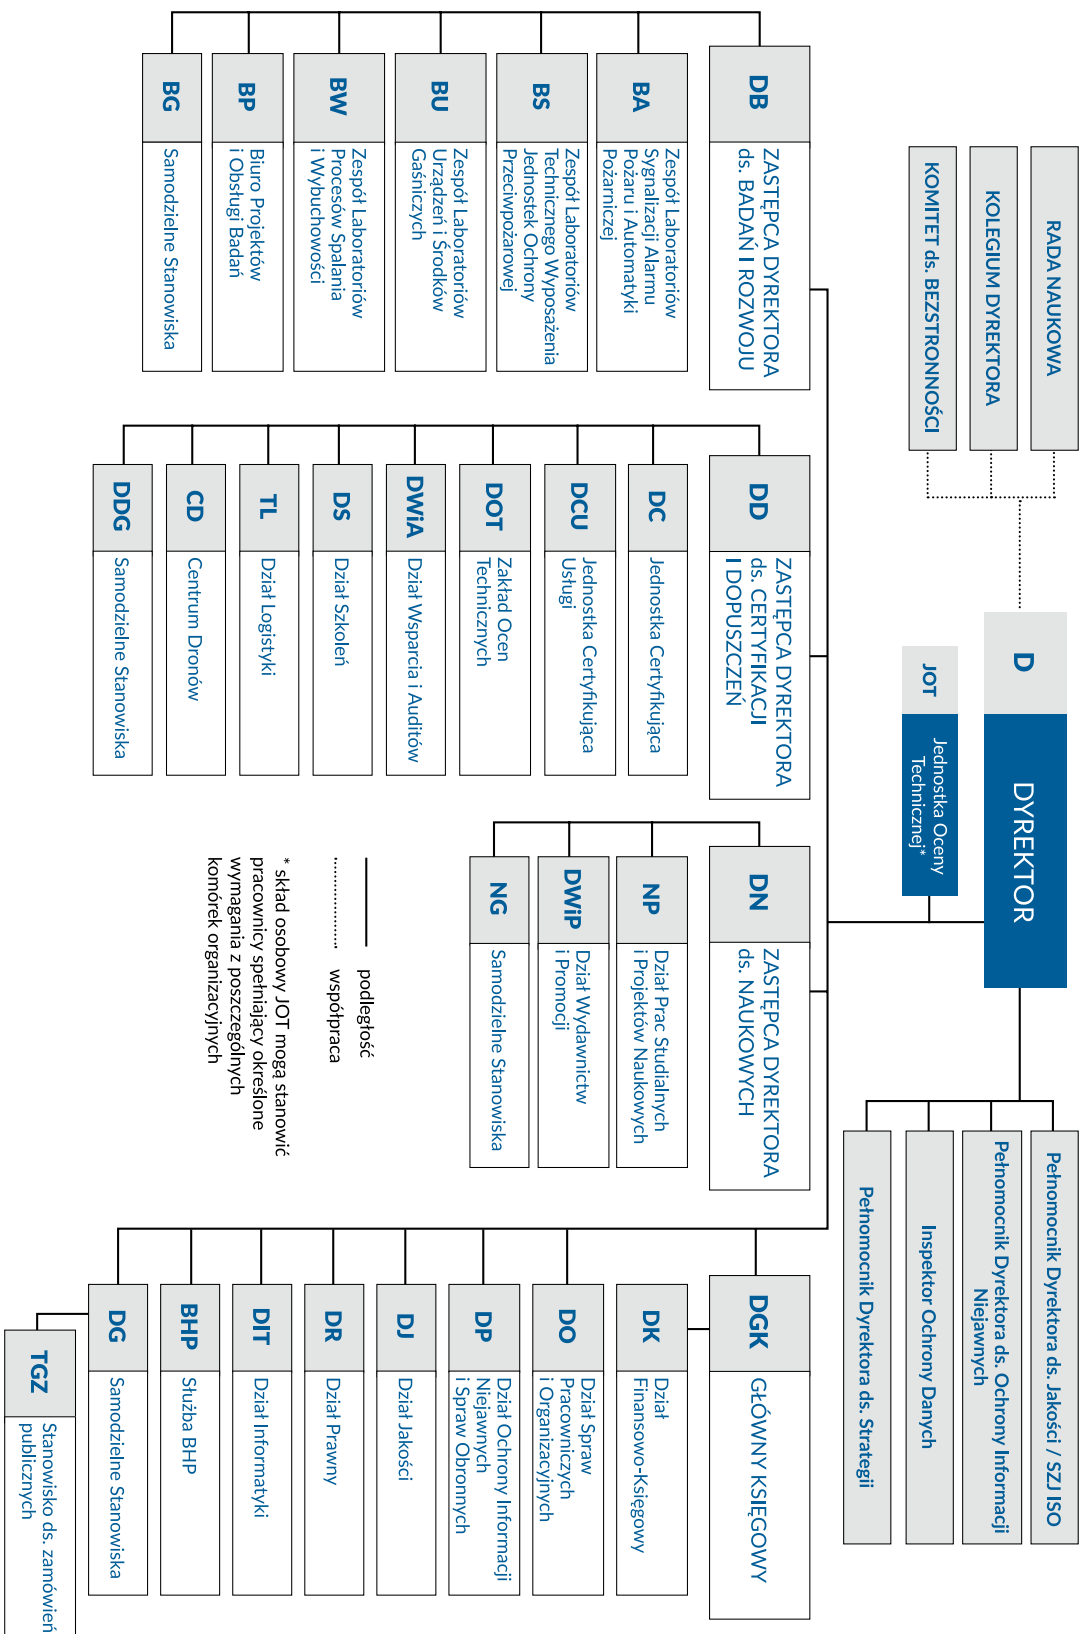 RADA NAUKOWA
KOLEGIUM DYREKTORA
KOMITET ds. BEZSTRONNOŚCI
D
DYREKTOR
JOT
Jednostka Oceny
Technicznej*
Pełnomocnik Dyrektora ds. Jakości / SZJ ISO
Pełnomocnik Dyrektora ds. Ochrony Informacji
Niejawnych
Inspektor Ochrony Danych
Pełnomocnik Dyrektora ds. Strategii
DB
ZASTĘPCA DYREKTORA
ds. BADAŃ I ROZWOJU
BA
Zespół Laboratoriów
Sygnalizacji Alarmu
Pożaru i Automatyki
Pożarniczej
BS
Zespół Laboratoriów
Technicznego Wyposażenia
Jednostek Ochrony
Przeciwpożarowej
BU
Zespół Laboratoriów
Urządzeń i Środków
Gaśniczych
BW
Zespół Laboratoriów
Procesów Spalania
i Wybuchowości
BP
Biuro Projektów
i Obsługi Badań
BG
Samodzielne Stanowiska
DD
ZASTĘPCA DYREKTORA
ds. CERTYFIKACJI
I DOPUSZCZEŃ
DC
Jednostka Certyfikująca
DCU
Jednostka Certyfikująca
Usługi
DOT
Zakład Ocen
Technicznych
DWiA
Dział Wsparcia i Auditów
DS
Dział Szkoleń
TL
Dział Logistyki
CD
Centrum Dronów
DDG
Samodzielne Stanowiska
DN
ZASTĘPCA DYREKTORA
ds. NAUKOWYCH
NP
Dział Prac Studialnych
i Projektów Naukowych
DWiP
Dział Wydawnictw
i Promocji
NG
Samodzielne Stanowiska
podległość
współpraca
* skład osobowy JOT mogą stanowić
pracownicy spełniający określone
wymagania z poszczególnych
komórek organizacyjnych
DGK
GŁÓWNY KSIĘGOWY
DK
Dział
Finansowo-Księgowy
DO
Dział Spraw
Pracowniczych
i Organizacyjnych
DP
Dział Ochrony Informacji
Niejawnych
i Spraw Obronnych
DJ
Dział Jakości
DR
Dział Prawny
DIT
Dział Informatyki
BHP
Służba BHP
DG
Samodzielne Stanowiska
TGZ
Stanowisko ds. zamówień
publicznych